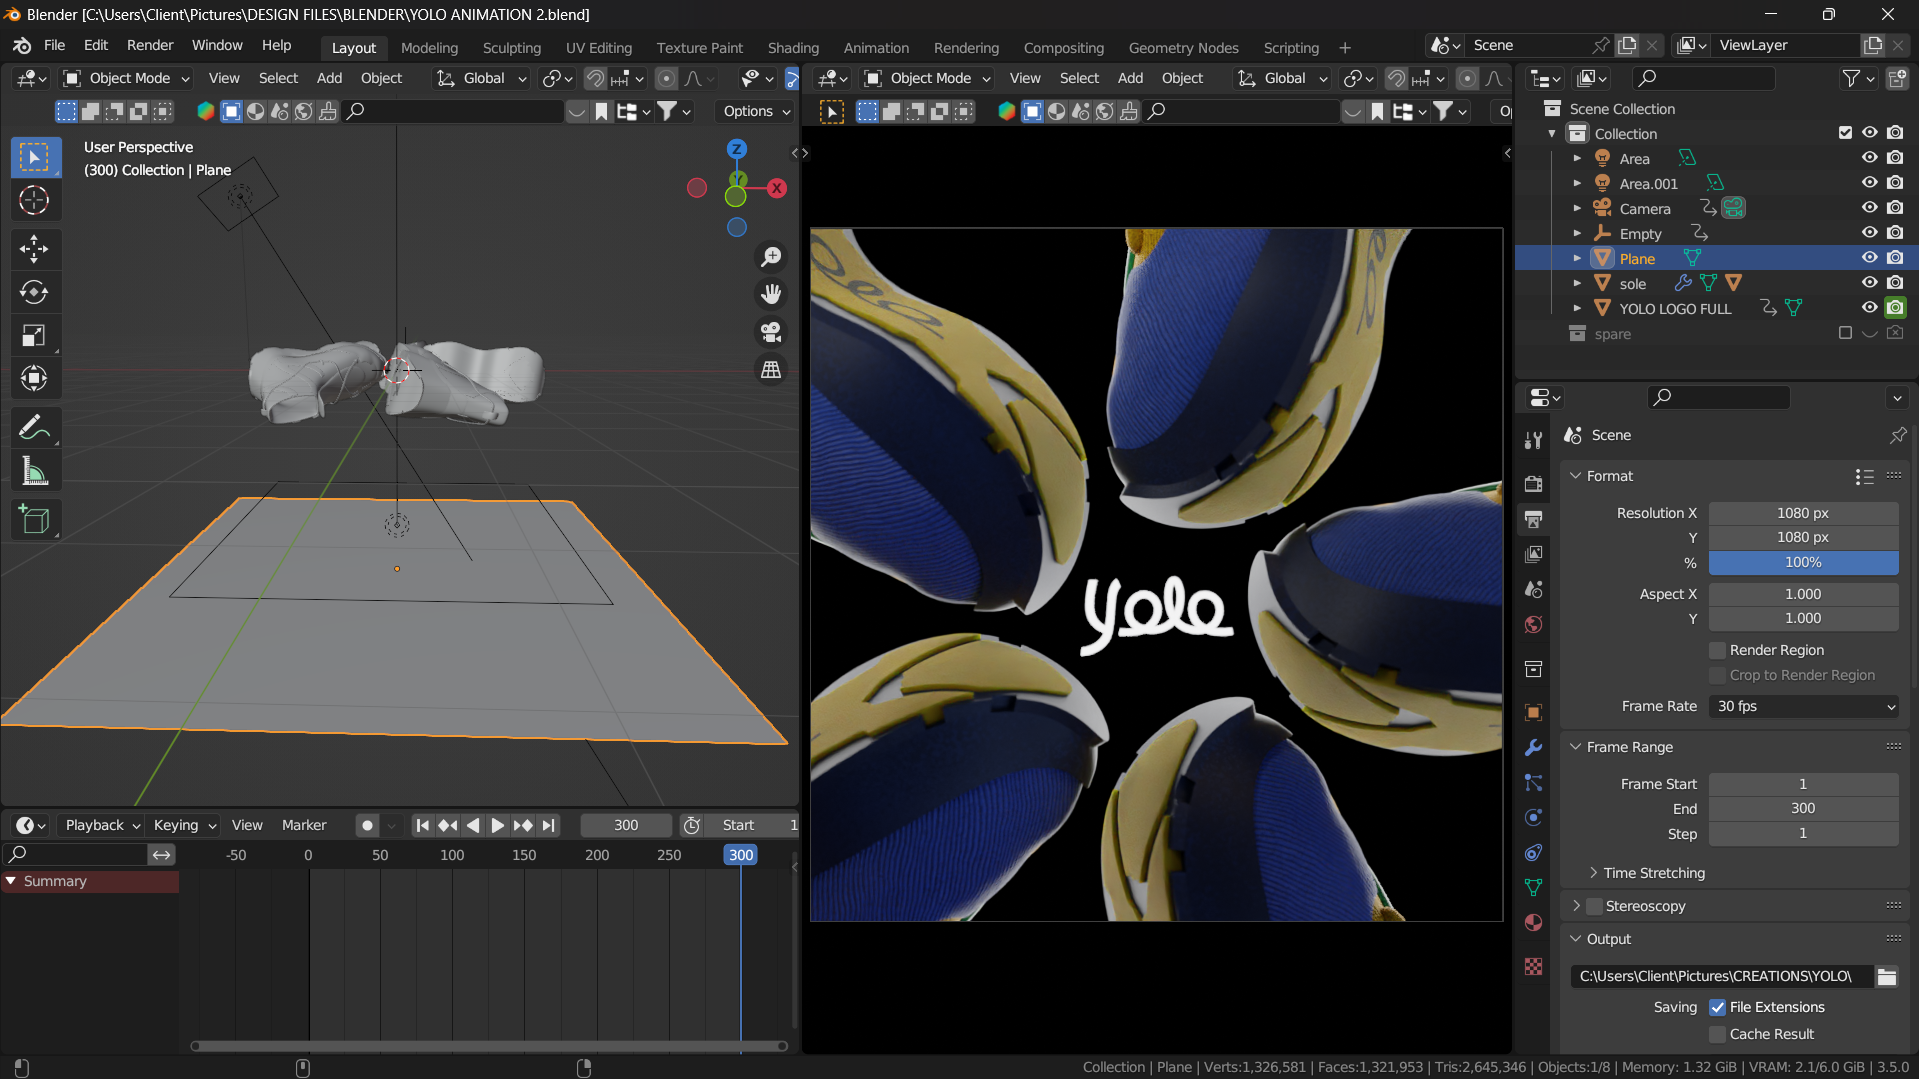 Blender [C:\Users\Client\Pictures\DESIGN FILES\BLENDER\YOLO ANIMATION 2.blend]
File Edit Render Window Help Layout Modeling Sculpting UV Editing Texture Paint Shading Animation Rendering Compositing Geometry Nodes Scripting + Scene ViewLayer
Object Mode View Select Add Object Global
Object Mode View Select Add Object Global
Options
User Perspective
(300) Collection | Plane
Z
Y
X
yolo
Playback Keying View Marker 300 Start 1
-50 0 50 100 150 200 250 300
Summary
Scene Collection
Collection
Area
Area.001
Camera
Empty
Plane
sole
YOLO LOGO FULL
spare
Scene
Format
Resolution X 1080 px
Y 1080 px
% 100%
Aspect X 1.000
Y 1.000
Render Region
Crop to Render Region
Frame Rate 30 fps
Frame Range
Frame Start 1
End 300
Step 1
Time Stretching
Stereoscopy
Output
C:\Users\Client\Pictures\CREATIONS\YOLO\
Saving File Extensions
Cache Result
Collection | Plane | Verts:1,326,581 | Faces:1,321,953 | Tris:2,645,346 | Objects:1/8 | Memory: 1.32 GiB | VRAM: 2.1/6.0 GiB | 3.5.0